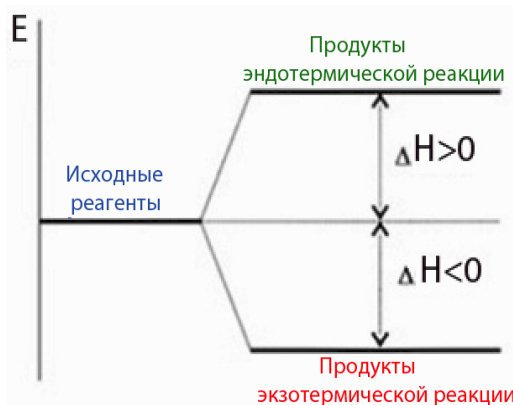 E
Продукты
эндотермической реакции
ΔH>0
Исходные
реагенты
ΔH<0
Продукты
экзотермической реакции